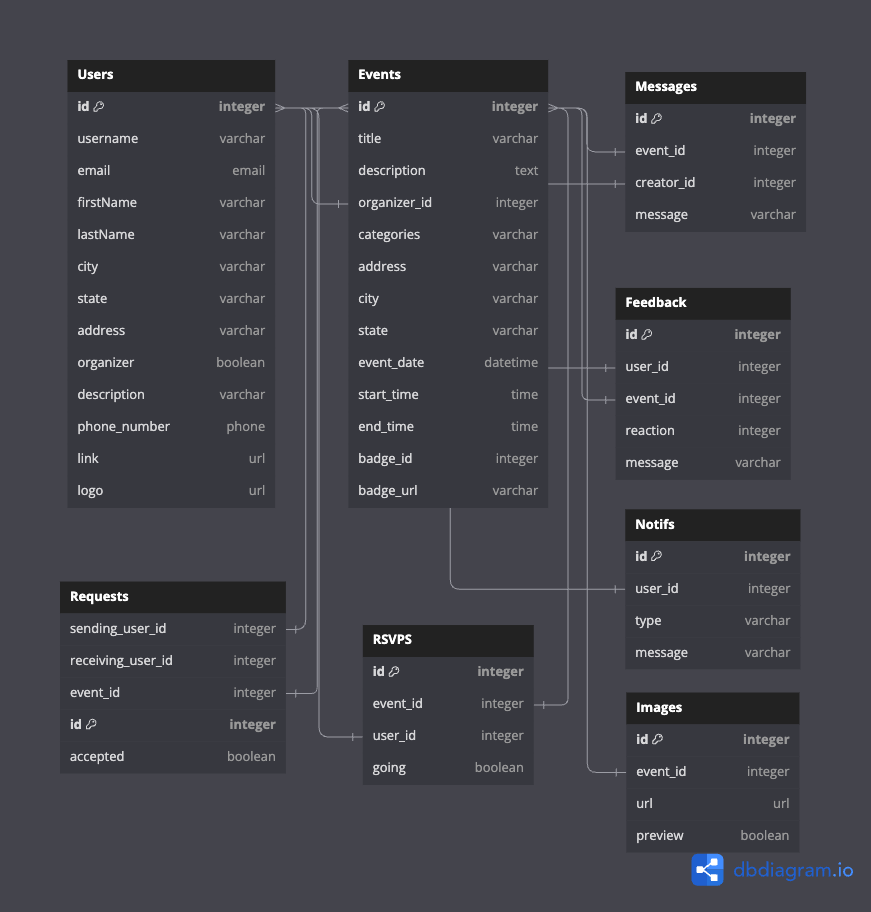 Users
id integer
username varchar
email email
firstName varchar
lastName varchar
city varchar
state varchar
address varchar
organizer boolean
description varchar
phone_number phone
link url
logo url
Events
id integer
title varchar
description text
organizer_id integer
categories varchar
address varchar
city varchar
state varchar
event_date datetime
start_time time
end_time time
badge_id integer
badge_url varchar
Messages
id integer
event_id integer
creator_id integer
message varchar
Feedback
id integer
user_id integer
event_id integer
reaction integer
message varchar
Notifs
id integer
user_id integer
type varchar
message varchar
Requests
sending_user_id integer
receiving_user_id integer
event_id integer
id integer
accepted boolean
RSVPS
id integer
event_id integer
user_id integer
going boolean
Images
id integer
event_id integer
url url
preview boolean
dbdiagram.io